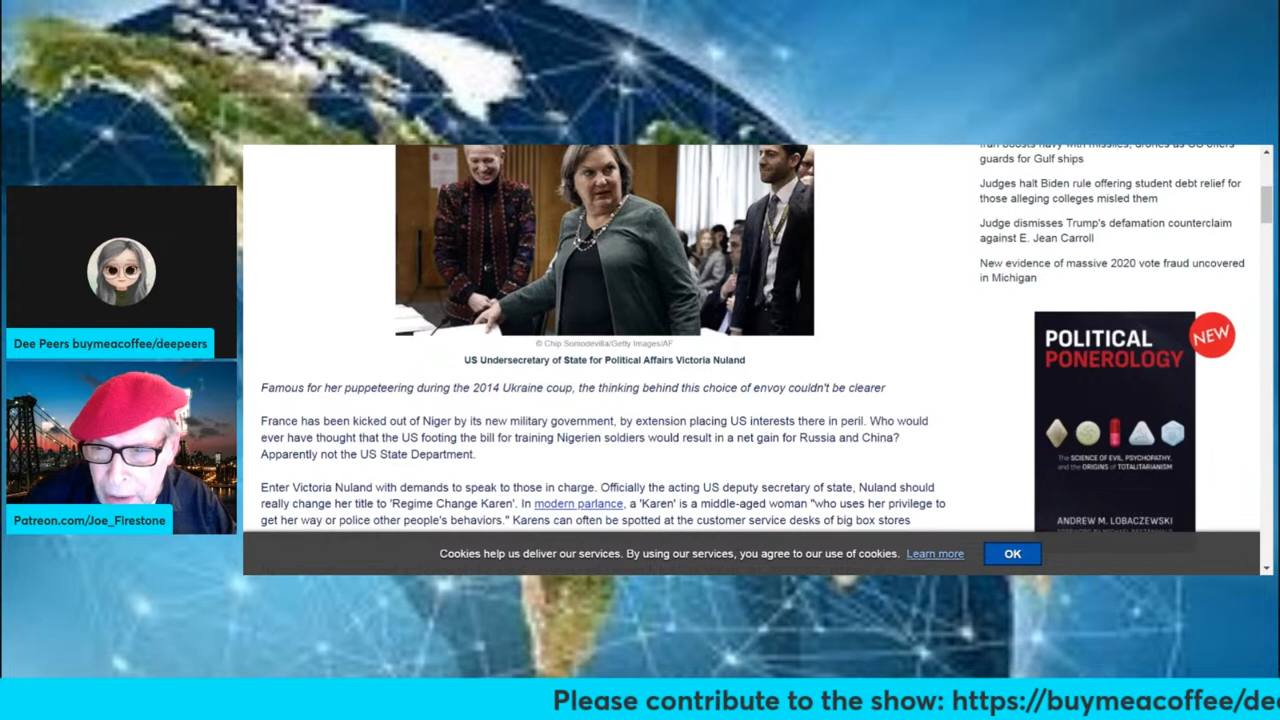 Dee Peers buymeacoffee/deepeers
Patreon.com/Joe_Firestone
© Chip Somodevilla/Getty Images/AF
US Undersecretary of State for Political Affairs Victoria Nuland
Famous for her puppeteering during the 2014 Ukraine coup, the thinking behind this choice of envoy couldn't be clearer
France has been kicked out of Niger by its new military government, by extension placing US interests there in peril. Who would
ever have thought that the US footing the bill for training Nigerien soldiers would result in a net gain for Russia and China?
Apparently not the US State Department.
Enter Victoria Nuland with demands to speak to those in charge. Officially the acting US deputy secretary of state, Nuland should
really change her title to 'Regime Change Karen'. In modern parlance, a 'Karen' is a middle-aged woman "who uses her privilege to
get her way or police other people's behaviors." Karens can often be spotted at the customer service desks of big box stores
Iran boosts navy with missiles, drones as US offers
guards for Gulf ships
Judges halt Biden rule offering student debt relief for
those alleging colleges misled them
Judge dismisses Trump's defamation counterclaim
against E. Jean Carroll
New evidence of massive 2020 vote fraud uncovered
in Michigan
POLITICAL
PONEROLOGY
NEW
The SCIENCE OF EVIL, PSYCHOPATHY,
and the ORIGINS OF TOTALITARIANISM
ANDREW M. LOBACZEWSKI
Cookies help us deliver our services. By using our services, you agree to our use of cookies. Learn more
OK
Please contribute to the show: https://buymeacoffee/dee